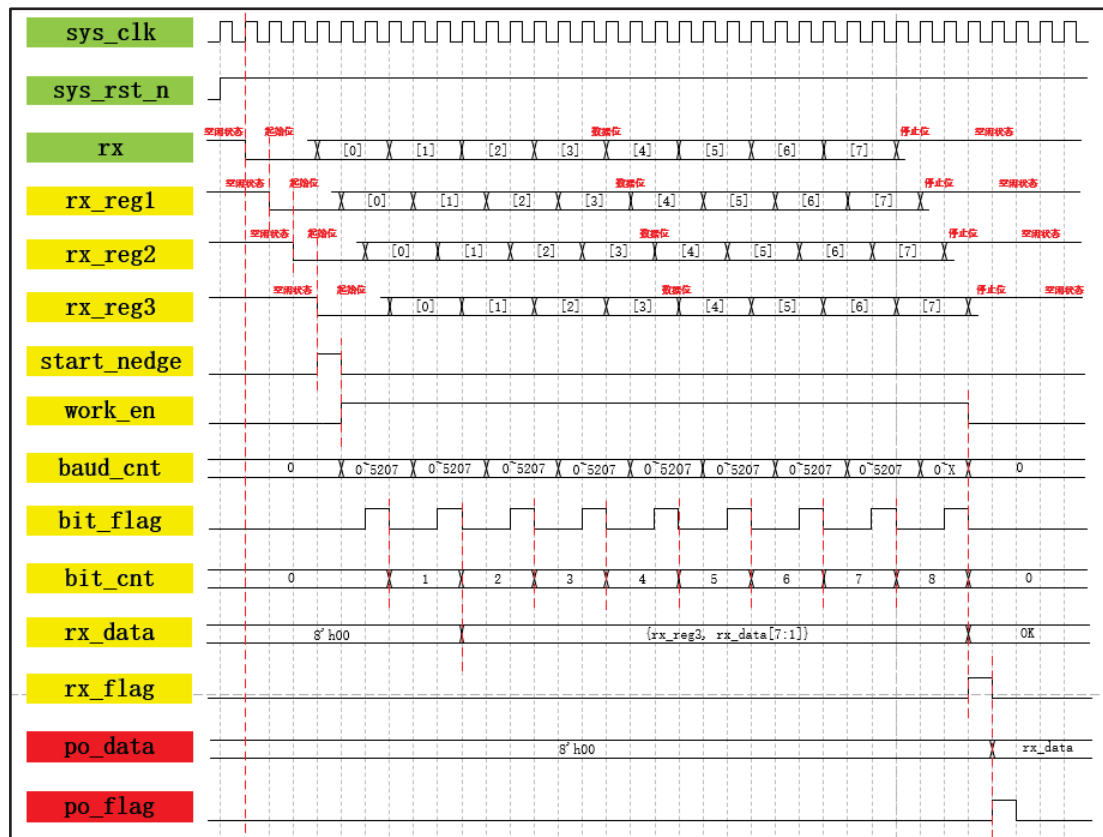 sys_clk
sys_rst_n
空闲状态 起始位 数据位 停止位 空闲状态
rx [0] [1] [2] [3] [4] [5] [6] [7]
空闲状态 起始位 数据位 停止位 空闲状态
rx_reg1 [0] [1] [2] [3] [4] [5] [6] [7]
空闲状态 起始位 数据位 停止位 空闲状态
rx_reg2 [0] [1] [2] [3] [4] [5] [6] [7]
空闲状态 起始位 数据位 停止位 空闲状态
rx_reg3 [0] [1] [2] [3] [4] [5] [6] [7]
start_nedge
work_en
baud_cnt 0 0~5207 0~5207 0~5207 0~5207 0~5207 0~5207 0~5207 0~5207 0~X 0
bit_flag
bit_cnt 0 1 2 3 4 5 6 7 8 0
rx_data 8'h00 {rx_reg3, rx_data[7:1]} OK
rx_flag
po_data 8'h00 rx_data
po_flag